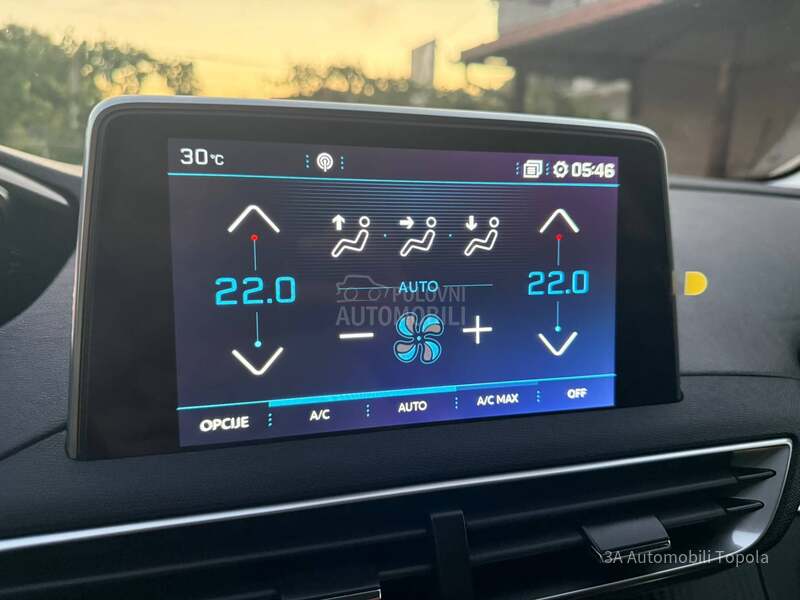 30°C
05:46
22.0
AUTO
22.0
POLOVNI
AUTOMOBILI
OPCIJE
A/C
AUTO
A/C MAX
OFF
3A Automobili Topola